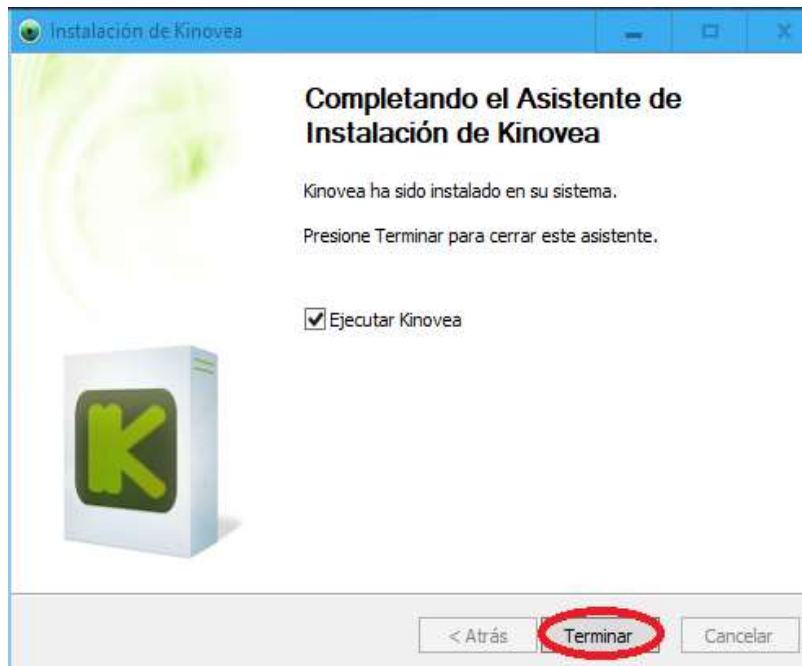 Instalación de Kinovea
Completando el Asistente de
Instalación de Kinovea
Kinovea ha sido instalado en su sistema.
Presione Terminar para cerrar este asistente.
Ejecutar Kinovea
K
< Atrás Terminar Cancelar